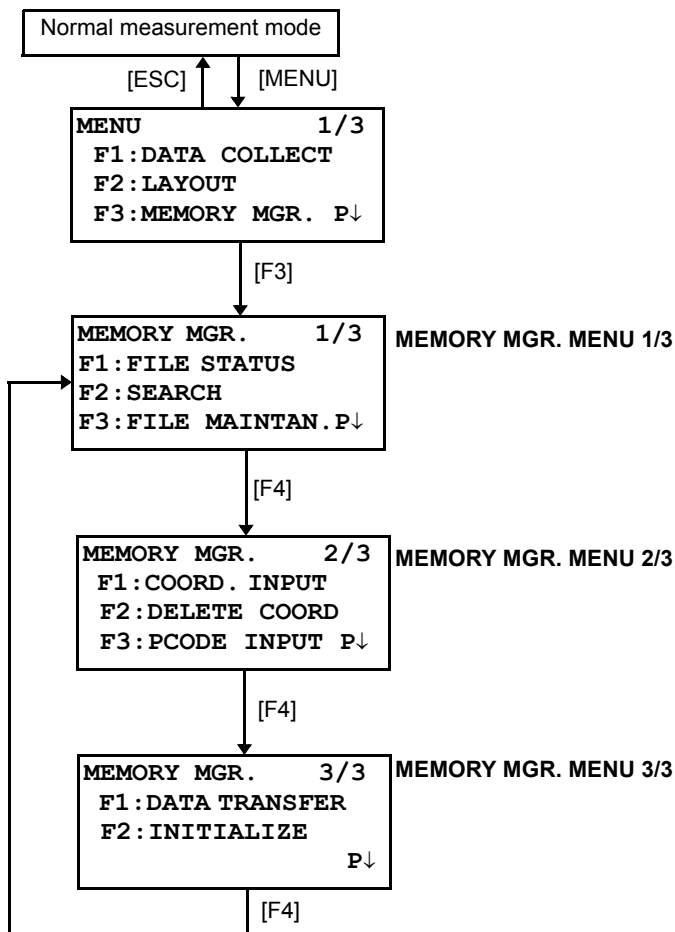 Normal measurement mode
[ESC] [MENU]
MENU 1/3
F1:DATA COLLECT
F2:LAYOUT
F3:MEMORY MGR. P↓
[F3]
MEMORY MGR. 1/3 MEMORY MGR. MENU 1/3
F1:FILE STATUS
F2:SEARCH
F3:FILE MAINTAN.P↓
[F4]
MEMORY MGR. 2/3 MEMORY MGR. MENU 2/3
F1:COORD. INPUT
F2:DELETE COORD
F3:PCODE INPUT P↓
[F4]
MEMORY MGR. 3/3 MEMORY MGR. MENU 3/3
F1:DATA TRANSFER
F2:INITIALIZE
P↓
[F4]